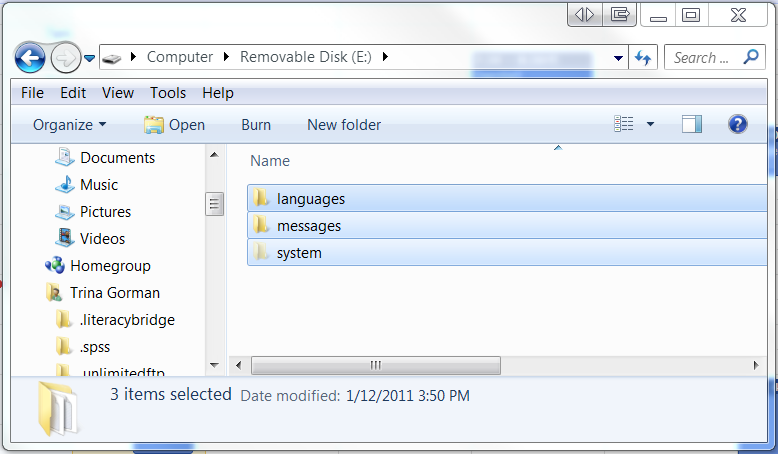 Computer Removable Disk (E:) Search ...
File Edit View Tools Help
Organize Open Burn New folder
Documents
Music
Pictures
Videos
Homegroup
Trina Gorman
.literacybridge
.spss
.unlimitedftp
Name
languages
messages
system
3 items selected Date modified: 1/12/2011 3:50 PM